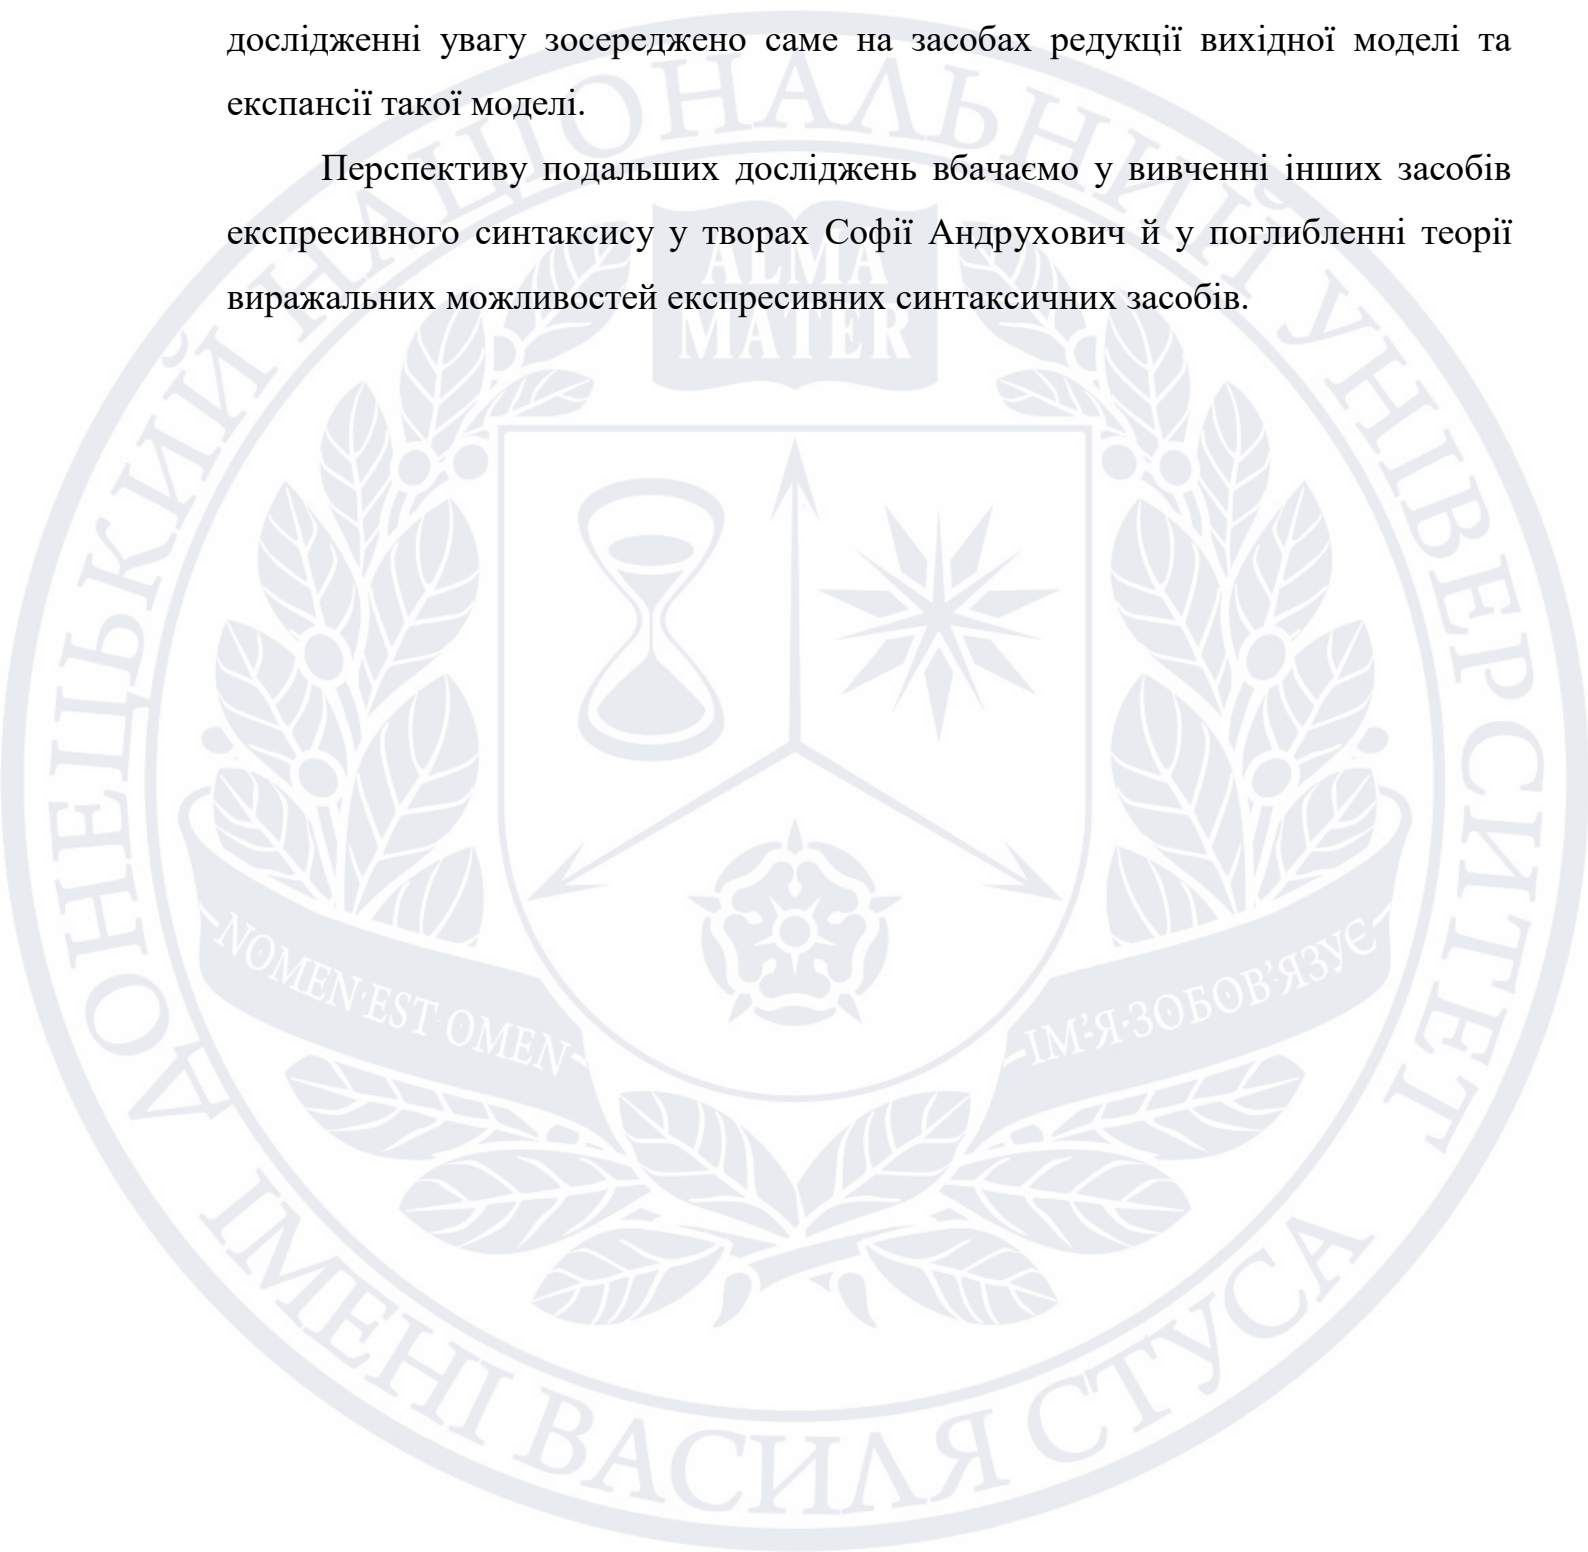 дослідженні увагу зосереджено саме на засобах редукції вихідної моделі та
експансії такої моделі.
Перспективу подальших досліджень вбачаємо у вивченні інших засобів
експресивного синтаксису у творах Софії Андрухович й у поглибленні теорії
виражальних можливостей експресивних синтаксичних засобів.
ДОНЕЦЬКИЙ НАЦІОНАЛЬНИЙ УНІВЕРСИТЕТ
ІМЕНІ ВАСИЛЯ СТУСА
ALMA
MATER
NOMEN EST OMEN
ІМ'Я ЗОБОВ'ЯЗУЄ